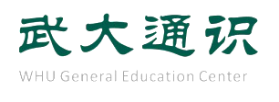 武大通识
WHU General Education Center